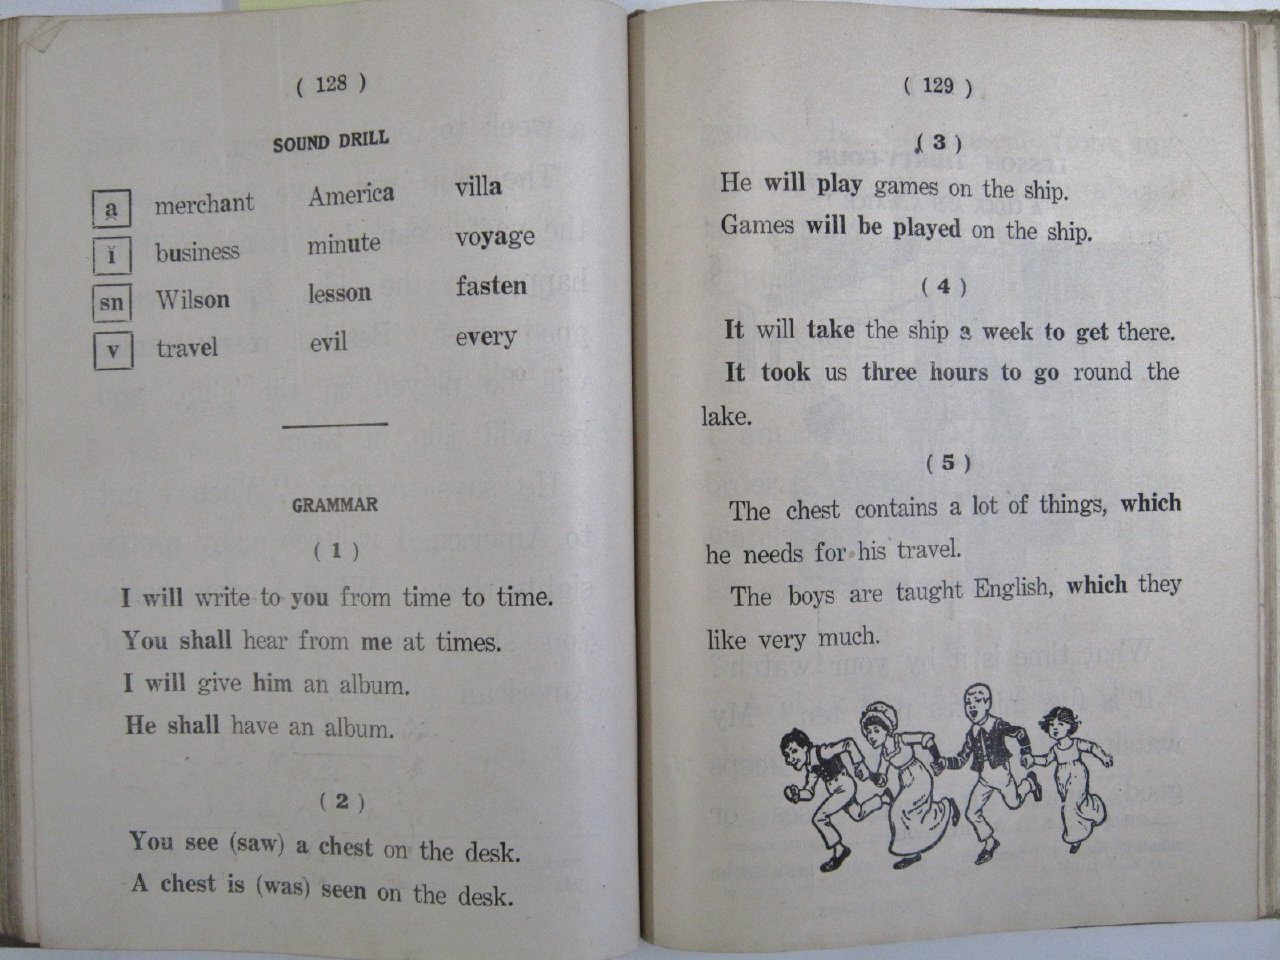 ( 128 )
SOUND DRILL
a̤ merchant America villa
ĭ business minute voyage
sn Wilson lesson fasten
v travel evil every
GRAMMAR
( 1 )
I will write to you from time to time.
You shall hear from me at times.
I will give him an album.
He shall have an album.
( 2 )
You see (saw) a chest on the desk.
A chest is (was) seen on the desk.
( 129 )
( 3 )
He will play games on the ship.
Games will be played on the ship.
( 4 )
It will take the ship a week to get there.
It took us three hours to go round the
lake.
( 5 )
The chest contains a lot of things, which
he needs for his travel.
The boys are taught English, which they
like very much.